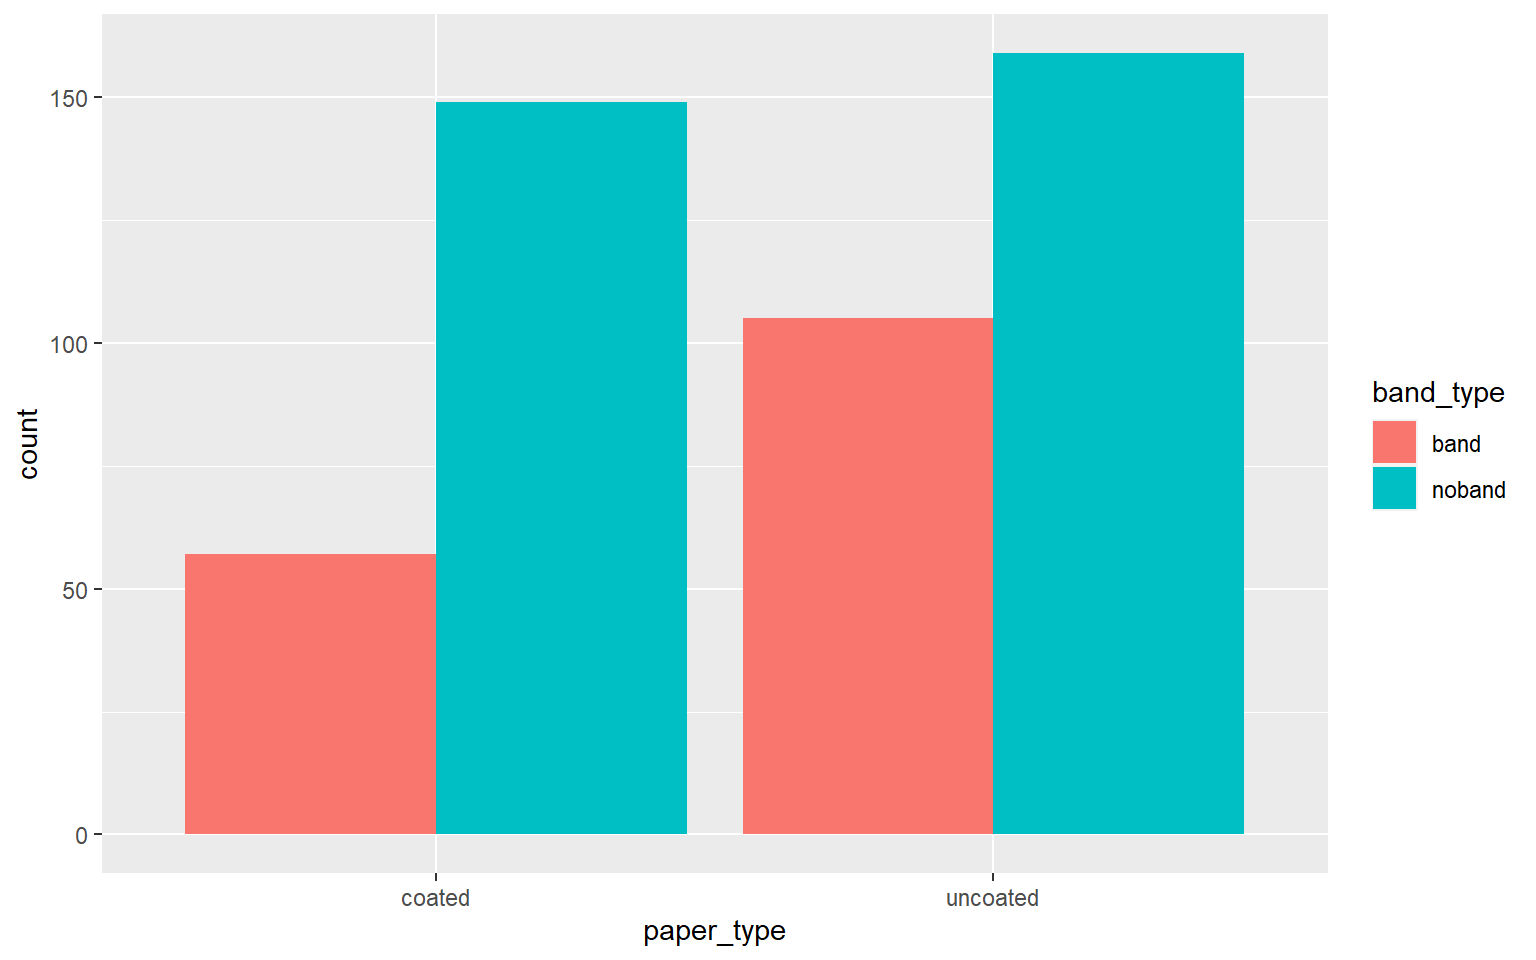 150
100
50
0
count
coated
uncoated
paper_type
band_type
band
noband